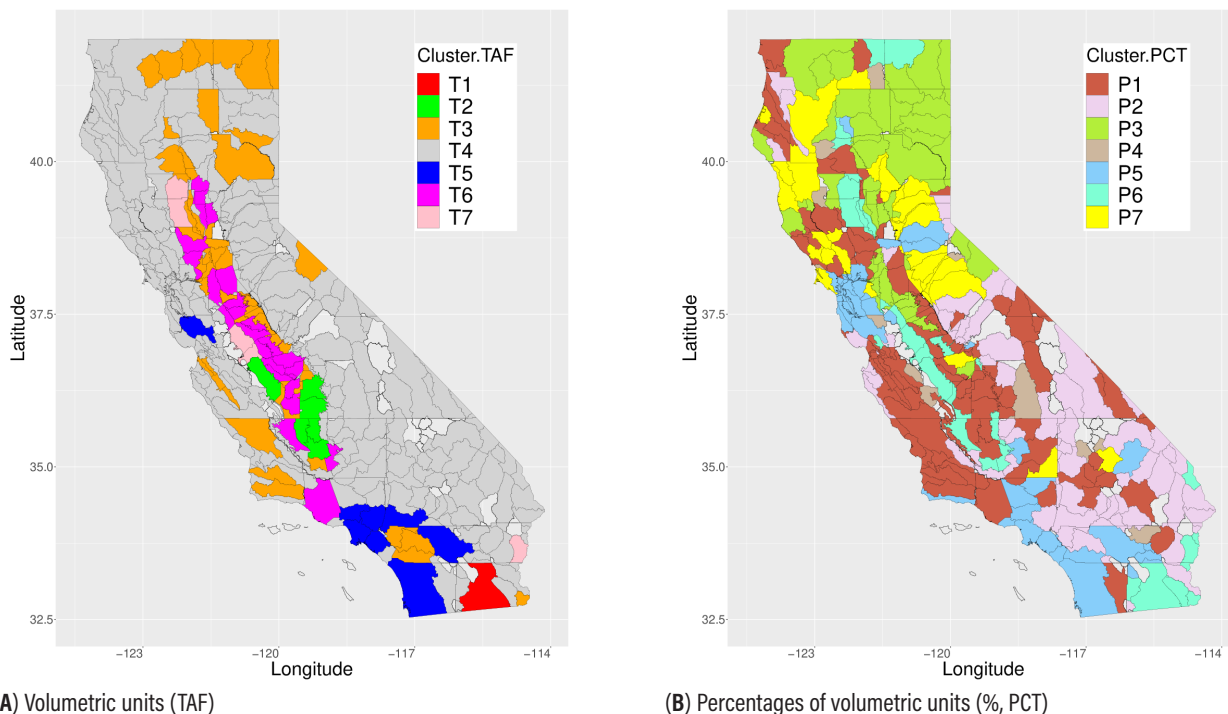 Cluster.TAF
T1
T2
T3
T4
T5
T6
T7
40.0
37.5
35.0
32.5
Latitude
−123
−120
−117
−114
Longitude
A) Volumetric units (TAF)
Cluster.PCT
P1
P2
P3
P4
P5
P6
P7
40.0
37.5
35.0
32.5
Latitude
−123
−120
−117
−114
Longitude
(B) Percentages of volumetric units (%, PCT)